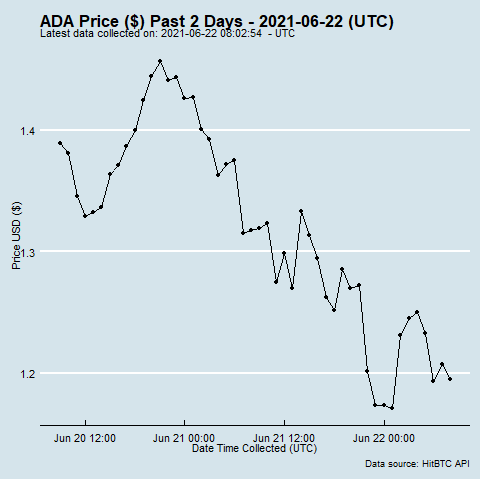 ADA Price ($) Past 2 Days - 2021-06-22 (UTC)
Latest data collected on: 2021-06-22 08:02:54 - UTC
1.4
1.3
1.2
Price USD ($)
Jun 20 12:00
Jun 21 00:00
Jun 21 12:00
Jun 22 00:00
Date Time Collected (UTC)
Data source: HitBTC API